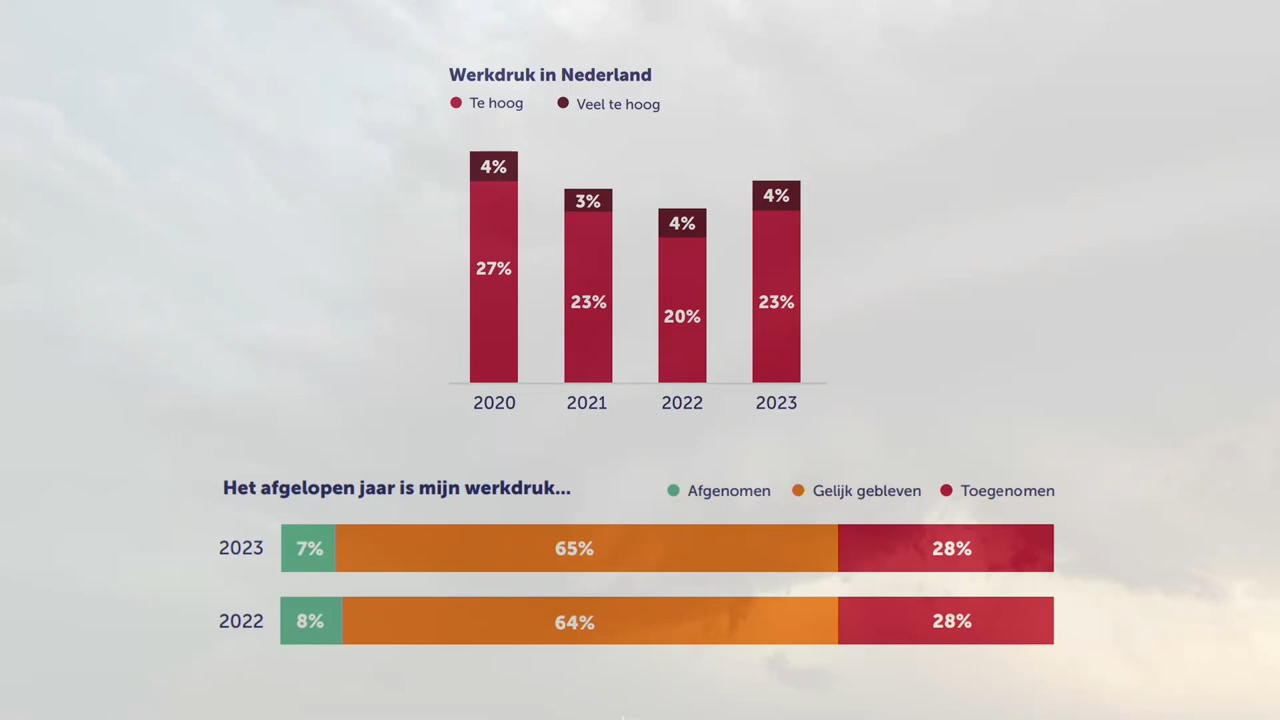 Werkdruk in Nederland
Te hoog Veel te hoog
4% 3% 4% 4%
27% 23% 20% 23%
2020 2021 2022 2023
Het afgelopen jaar is mijn werkdruk...
Afgenomen Gelijk gebleven Toegenomen
2023 7% 65% 28%
2022 8% 64% 28%